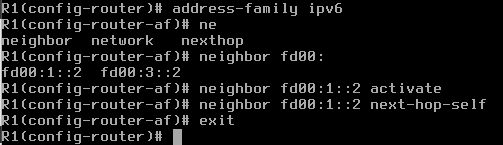 R1(config-router)# address-family ipv6
R1(config-router-af)# ne
neighbor  network  nexthop
R1(config-router-af)# neighbor fd00:
fd00:1::2  fd00:3::2
R1(config-router-af)# neighbor fd00:1::2 activate
R1(config-router-af)# neighbor fd00:1::2 next-hop-self
R1(config-router-af)# exit
R1(config-router)#